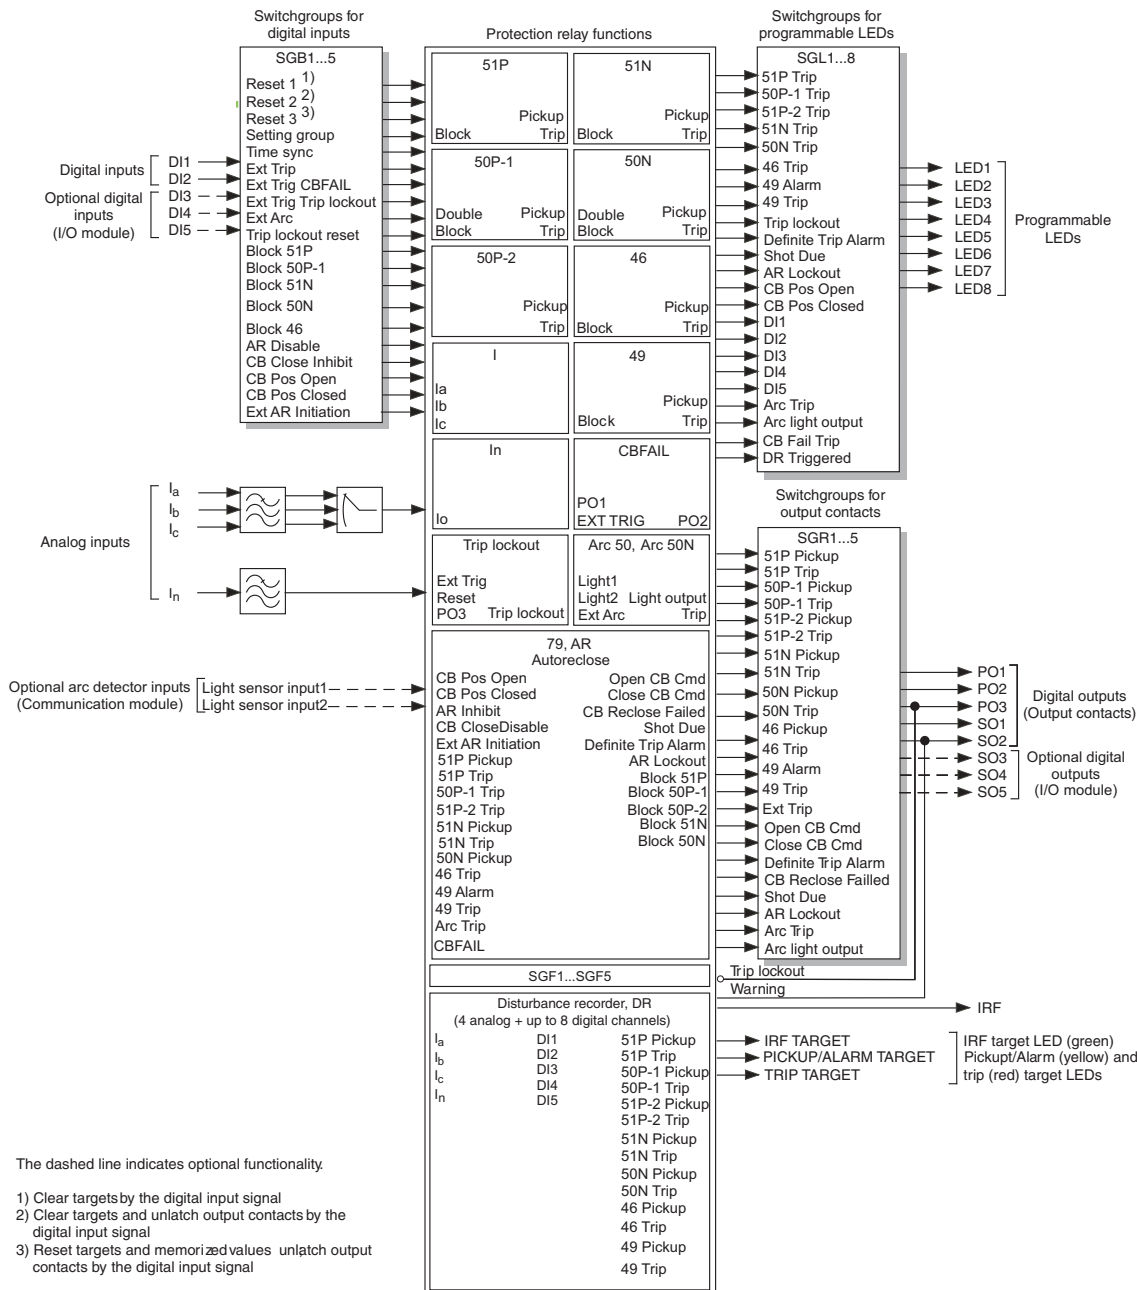 Switchgroups for
digital inputs
SGB1...5
Reset 1 1)
Reset 2 2)
Reset 3 3)
Setting group
Time sync
Ext Trip
Ext Trig CBFAIL
Ext Trig Trip lockout
Ext Arc
Trip lockout reset
Block 51P
Block 50P-1
Block 51N
Block 50N
Block 46
AR Disable
CB Close Inhibit
CB Pos Open
CB Pos Closed
Ext AR Initiation
Digital inputs
DI1
DI2
Optional digital
inputs
(I/O module)
DI3
DI4
DI5
Analog inputs
Ia
Ib
Ic
In
Optional arc detector inputs
(Communication module)
Light sensor input1
Light sensor input2
Protection relay functions
51P
Pickup
Block Trip
51N
Pickup
Block Trip
50P-1
Double Pickup
Block Trip
50N
Double Pickup
Block Trip
50P-2
Pickup
Trip
46
Pickup
Block Trip
I
Ia
Ib
Ic
49
Pickup
Block Trip
In
Io
CBFAIL
PO1
EXT TRIG PO2
Trip lockout
Ext Trig
Reset
PO3 Trip lockout
Arc 50, Arc 50N
Light1
Light2 Light output
Ext Arc Trip
79, AR
Autoreclose
CB Pos Open
CB Pos Closed
AR Inhibit
CB CloseDisable
Ext AR Initiation
51P Pickup
51P Trip
50P-1 Trip
51P-2 Trip
51N Pickup
51N Trip
50N Pickup
46 Trip
49 Alarm
49 Trip
Arc Trip
CBFAIL
Open CB Cmd
Close CB Cmd
CB Reclose Failed
Shot Due
Definite Trip Alarm
AR Lockout
Block 51P
Block 50P-1
Block 50P-2
Block 51N
Block 50N
SGF1...SGF5
Disturbance recorder, DR
(4 analog + up to 8 digital channels)
Ia
Ib
Ic
In
DI1
DI2
DI3
DI4
DI5
51P Pickup
51P Trip
50P-1 Pickup
50P-1 Trip
51P-2 Pickup
51P-2 Trip
51N Pickup
51N Trip
50N Pickup
50N Trip
46 Pickup
46 Trip
49 Pickup
49 Trip
Switchgroups for
programmable LEDs
SGL1...8
51P Trip
50P-1 Trip
51P-2 Trip
51N Trip
50N Trip
46 Trip
49 Alarm
49 Trip
Trip lockout
Definite Trip Alarm
Shot Due
AR Lockout
CB Pos Open
CB Pos Closed
DI1
DI2
DI3
DI4
DI5
Arc Trip
Arc light output
CB Fail Trip
DR Triggered
LED1
LED2
LED3
LED4
LED5
LED6
LED7
LED8
Programmable
LEDs
Switchgroups for
output contacts
SGR1...5
51P Pickup
51P Trip
50P-1 Pickup
50P-1 Trip
51P-2 Pickup
51P-2 Trip
51N Pickup
51N Trip
50N Pickup
50N Trip
46 Pickup
46 Trip
49 Alarm
49 Trip
Ext Trip
Open CB Cmd
Close CB Cmd
Definite Trip Alarm
CB Reclose Failled
Shot Due
AR Lockout
Arc Trip
Arc light output
PO1
PO2
PO3
SO1
SO2
SO3
SO4
SO5
Digital outputs
(Output contacts)
Optional digital
outputs
(I/O module)
Trip lockout
Warning
IRF
IRF TARGET
PICKUP/ALARM TARGET
TRIP TARGET
IRF target LED (green)
Pickupt/Alarm (yellow) and
trip (red) target LEDs
The dashed line indicates optional functionality.
1) Clear targets by the digital input signal
2) Clear targets and unlatch output contacts by the
digital input signal
3) Reset targets and memorized values unlatch output
contacts by the digital input signal